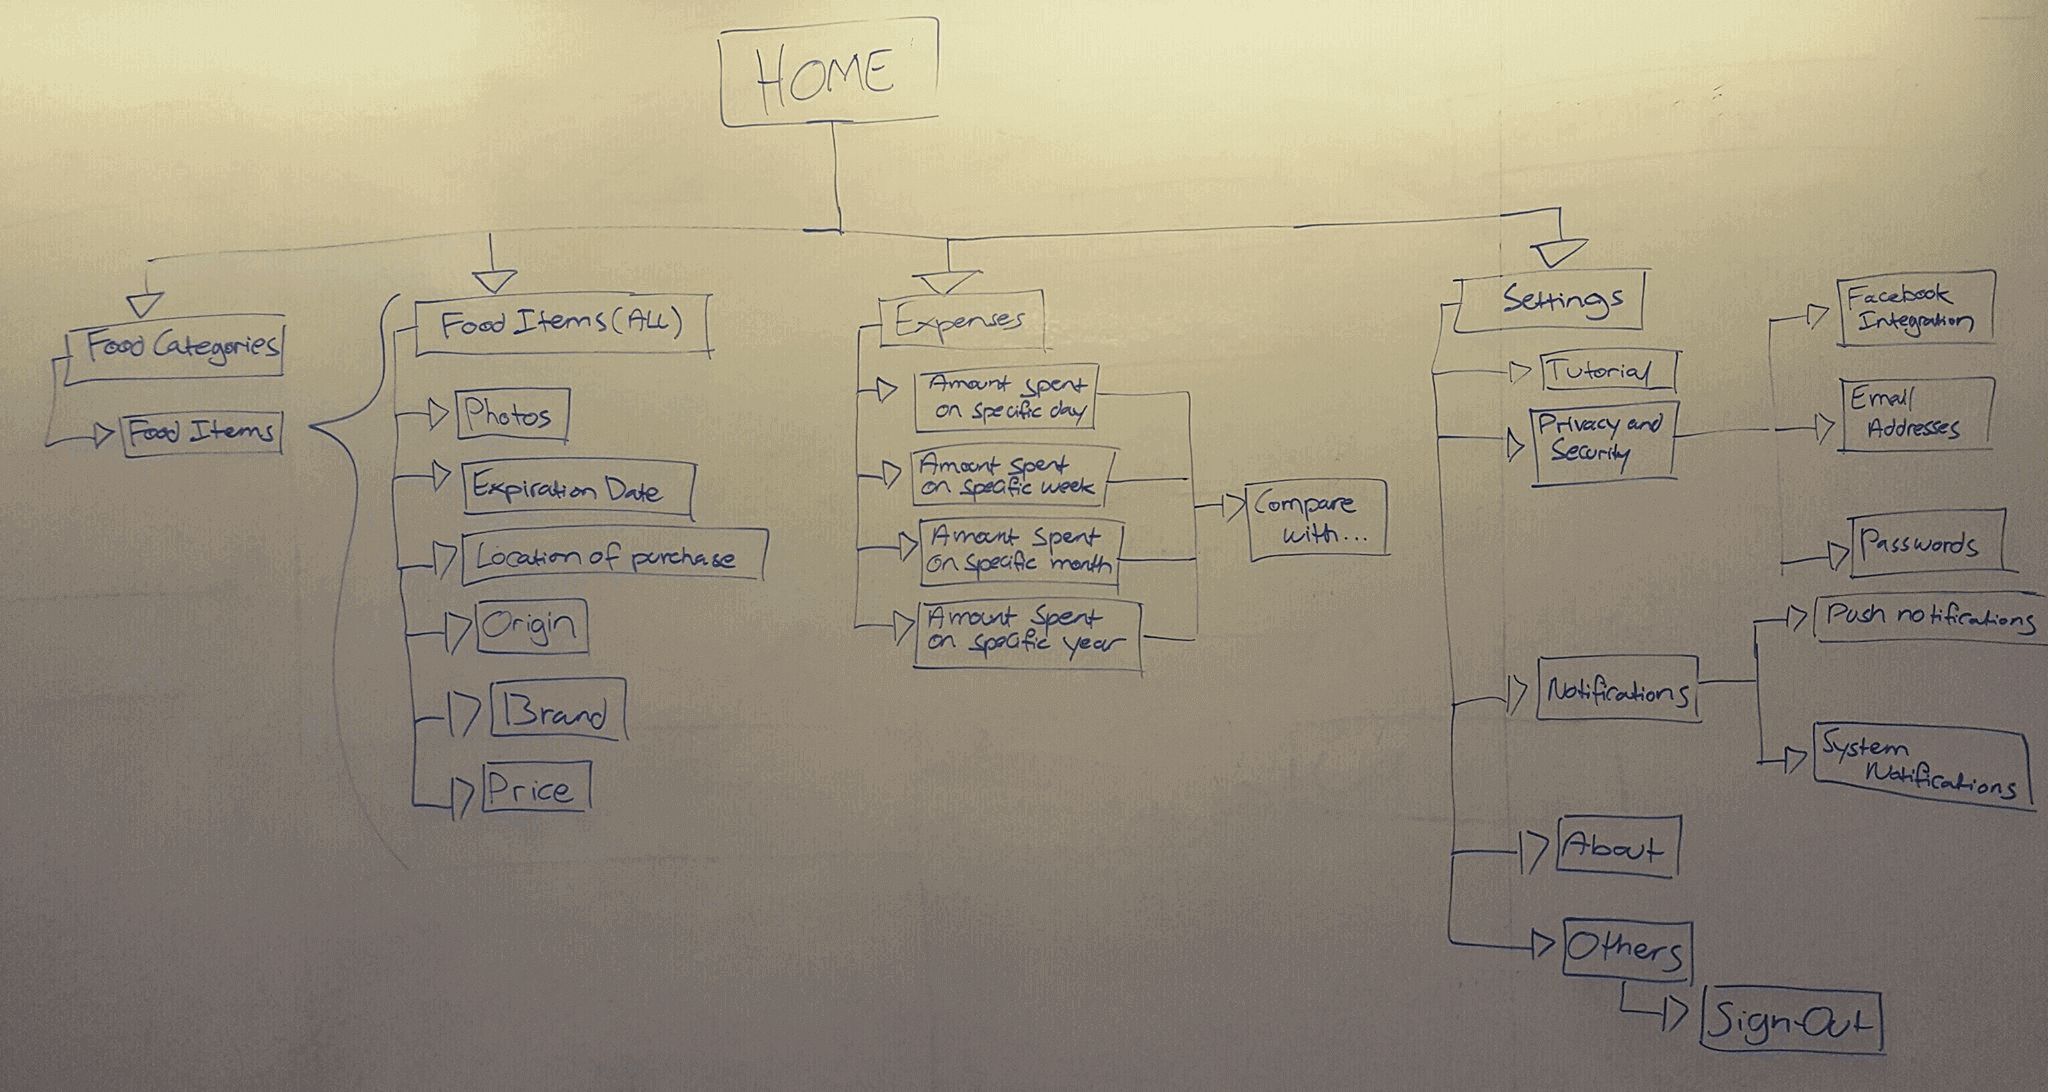 HOME
Food Categories
Food Items
Food Items (ALL)
Photos
Expiration Date
Location of purchase
Origin
Brand
Price
Expenses
Amount spent
on specific day
Amount spent
on specific week
Amount spent
on specific month
Amount Spent
on specific year
Compare
with...
Settings
Tutorial
Privacy and
Security
Facebook
Integration
Email
Addresses
Passwords
Notifications
Push notifications
System
Notifications
About
Others
Sign-Out